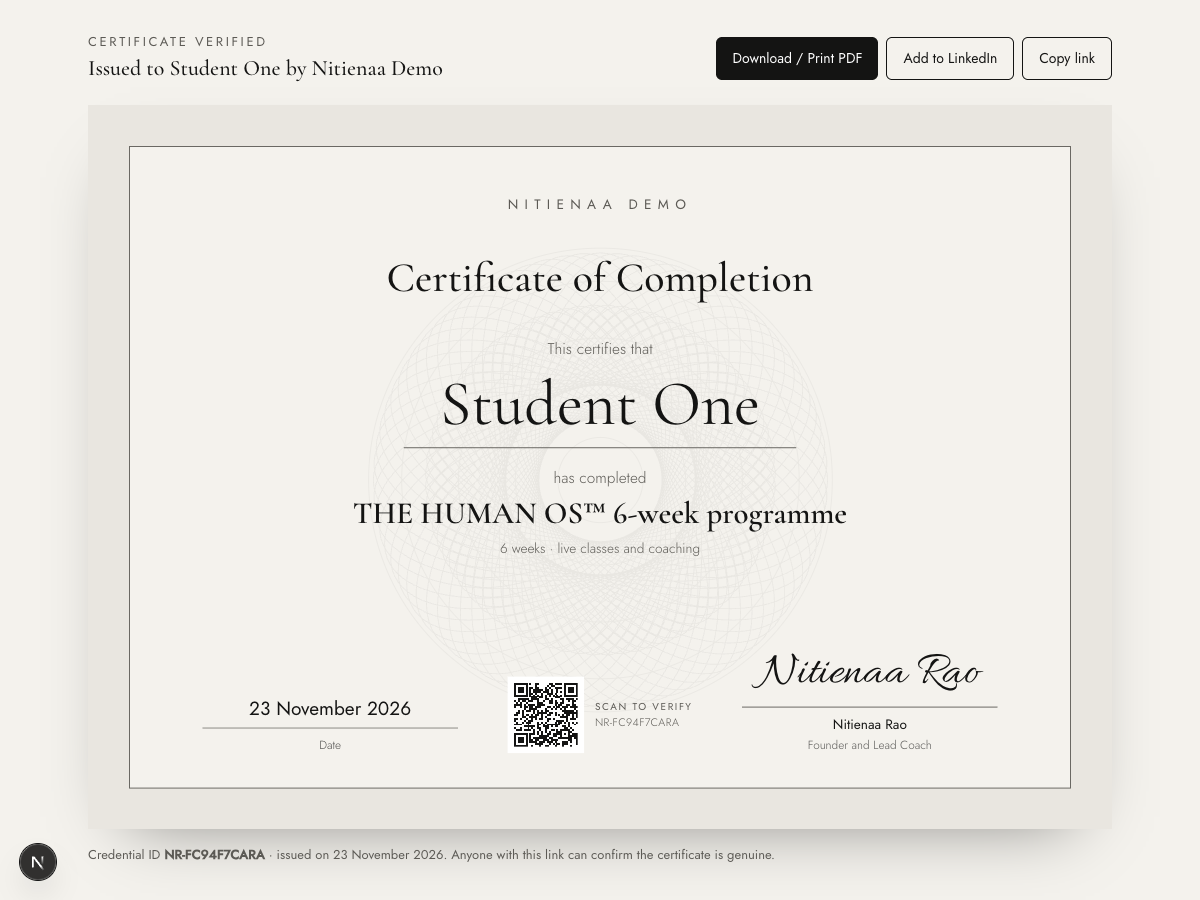 CERTIFICATE VERIFIED
Issued to Student One by Nitienaa Demo
Download / Print PDF
Add to LinkedIn
Copy link
NITIENAA DEMO
Certificate of Completion
This certifies that
Student One
has completed
THE HUMAN OS™ 6-week programme
6 weeks · live classes and coaching
23 November 2026
Date
SCAN TO VERIFY
NR-FC94F7CARA
Nitienaa Rao
Nitienaa Rao
Founder and Lead Coach
Credential ID NR-FC94F7CARA · issued on 23 November 2026. Anyone with this link can confirm the certificate is genuine.
N